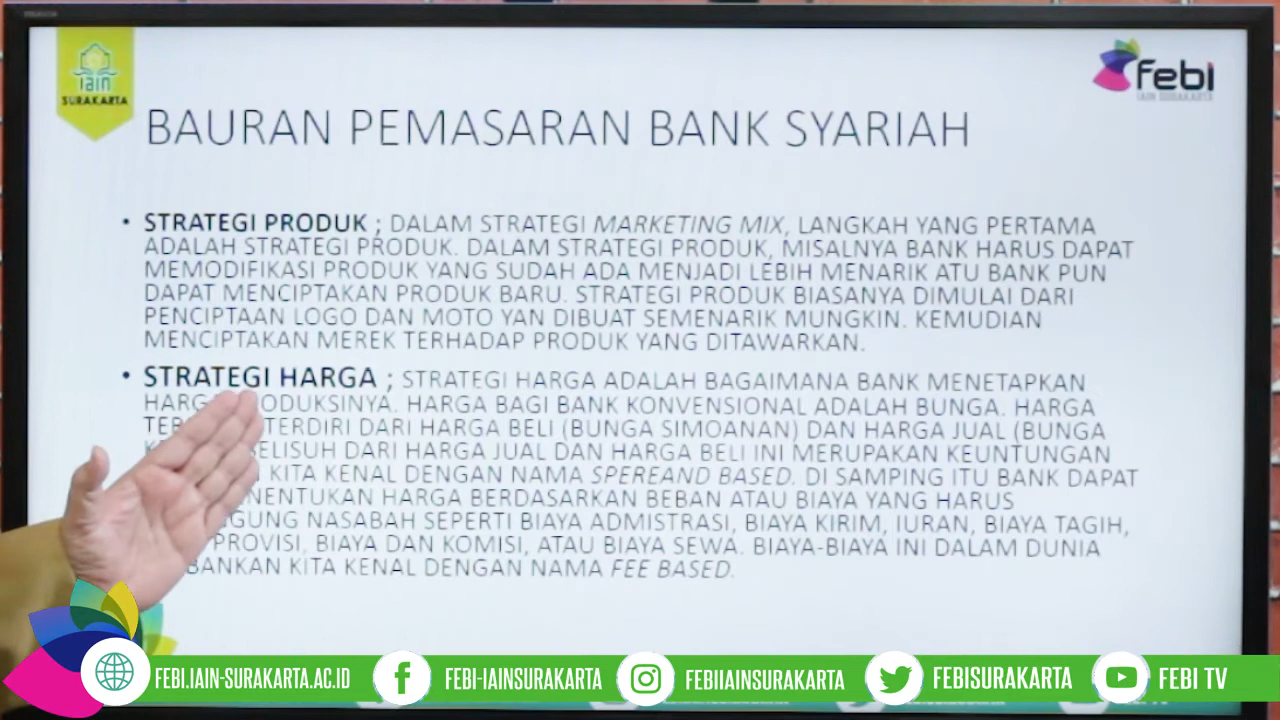 iain
SURAKARTA
febi
IAIN SURAKARTA
BAURAN PEMASARAN BANK SYARIAH
• STRATEGI PRODUK ; DALAM STRATEGI MARKETING MIX, LANGKAH YANG PERTAMA
ADALAH STRATEGI PRODUK. DALAM STRATEGI PRODUK, MISALNYA BANK HARUS DAPAT
MEMODIFIKASI PRODUK YANG SUDAH ADA MENJADI LEBIH MENARIK ATU BANK PUN
DAPAT MENCIPTAKAN PRODUK BARU. STRATEGI PRODUK BIASANYA DIMULAI DARI
PENCIPTAAN LOGO DAN MOTO YAN DIBUAT SEMENARIK MUNGKIN. KEMUDIAN
MENCIPTAKAN MEREK TERHADAP PRODUK YANG DITAWARKAN.
• STRATEGI HARGA ; STRATEGI HARGA ADALAH BAGAIMANA BANK MENETAPKAN
ODUKSINYA. HARGA BAGI BANK KONVENSIONAL ADALAH BUNGA. HARGA
TERDIRI DARI HARGA BELI (BUNGA SIMOANAN) DAN HARGA JUAL (BUNGA
ELISUH DARI HARGA JUAL DAN HARGA BELI INI MERUPAKAN KEUNTUNGAN
KITA KENAL DENGAN NAMA SPEREAND BASED. DI SAMPING ITU BANK DAPAT
NENTUKAN HARGA BERDASARKAN BEBAN ATAU BIAYA YANG HARUS
GUNG NASABAH SEPERTI BIAYA ADMISTRASI, BIAYA KIRIM, IURAN, BIAYA TAGIH,
PROVISI, BIAYA DAN KOMISI, ATAU BIAYA SEWA. BIAYA-BIAYA INI DALAM DUNIA
BANKAN KITA KENAL DENGAN NAMA FEE BASED.
FEBI.IAIN-SURAKARTA.AC.ID FEBI-IAINSURAKARTA FEBIIAINSURAKARTA FEBISURAKARTA FEBI TV